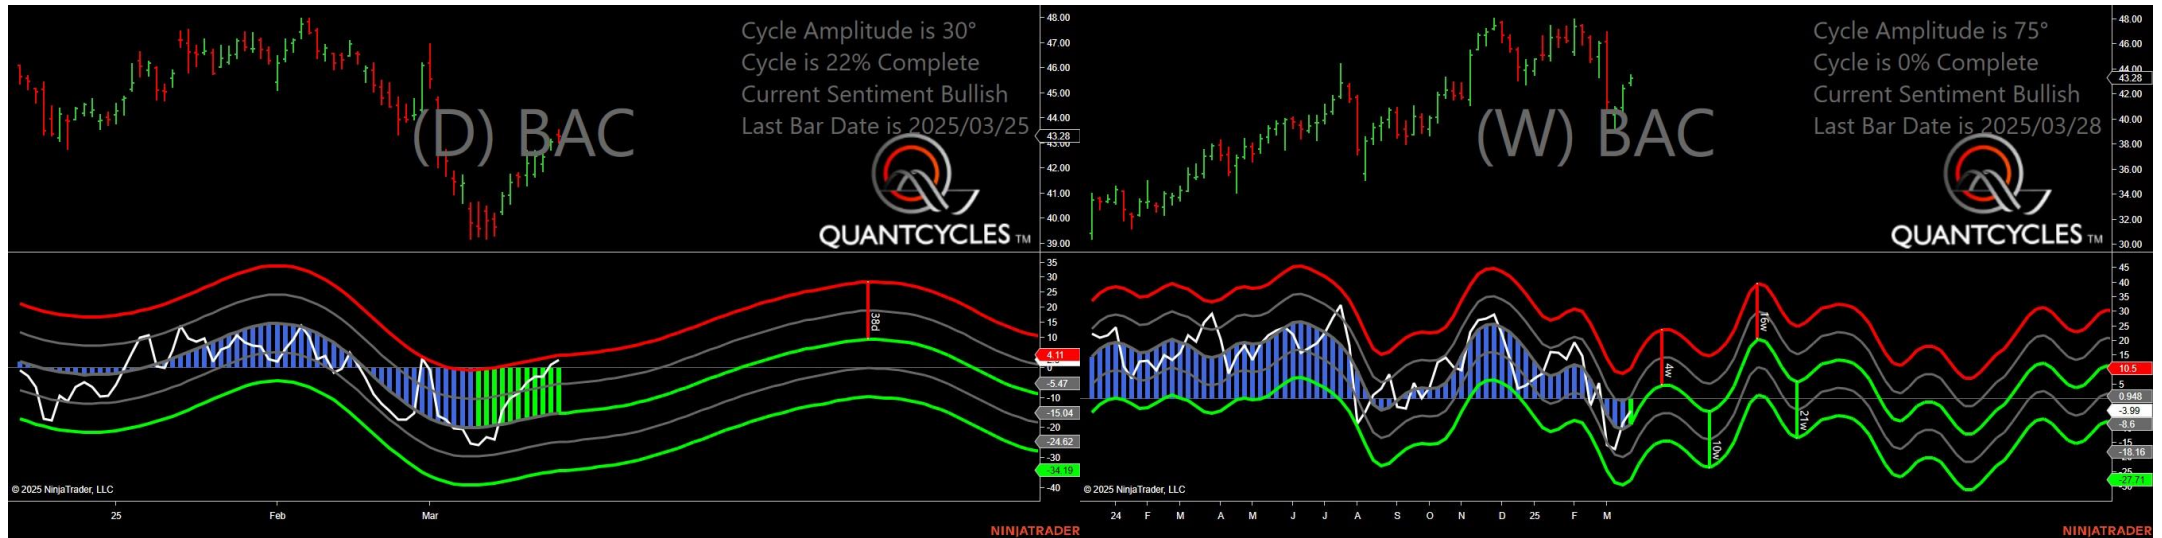 Cycle Amplitude is 30°
Cycle is 22% Complete
Current Sentiment Bullish
Last Bar Date is 2025/03/25
(D) BAC
QUANTCYCLES TM
48.00
47.00
46.00
45.00
44.00
43.28
43.00
42.00
41.00
40.00
39.00
35
30
25
20
15
10
4.11
0
-5.47
-10
-15.04
-20
-24.62
-30
-34.19
-40
38d
© 2025 NinjaTrader, LLC
25 Feb Mar
NINJATRADER
Cycle Amplitude is 75°
Cycle is 0% Complete
Current Sentiment Bullish
Last Bar Date is 2025/03/28
(W) BAC
QUANTCYCLES TM
48.00
46.00
44.00
43.28
42.00
40.00
38.00
36.00
34.00
32.00
30.00
45
40
35
30
25
20
15
10.5
5
0.948
-3.99
-8.6
-15
-18.16
-27.71
4w
10w
16w
21w
© 2025 NinjaTrader, LLC
24 F M A M J J A S O N D 25 F M
NINJATRADER